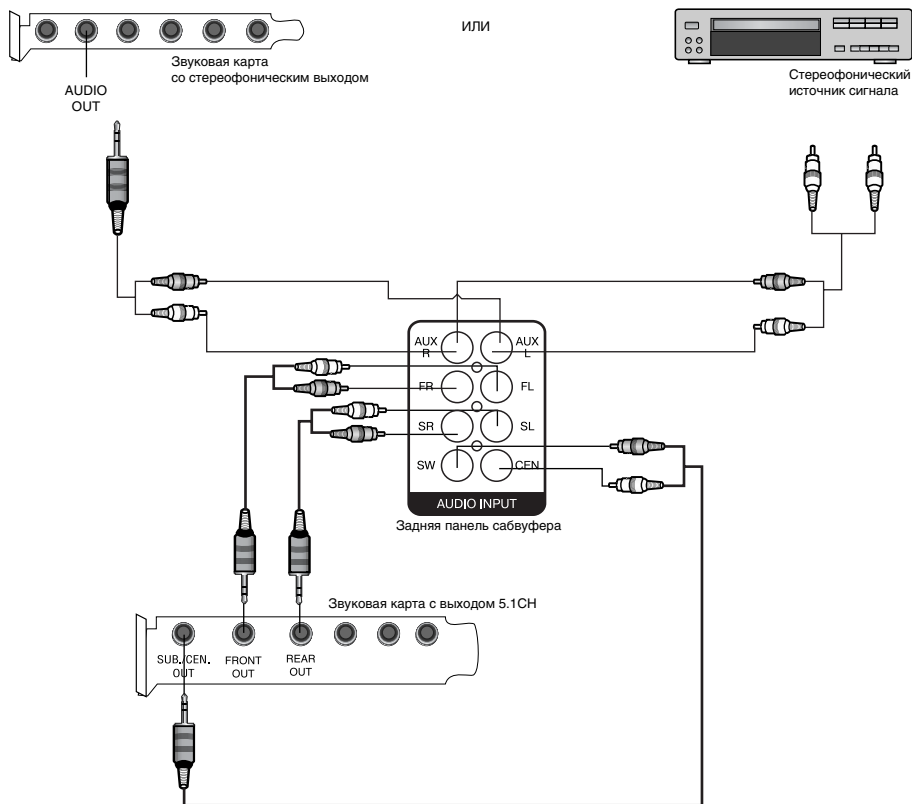 ИЛИ
Звуковая карта
со стереофоническим выходом
AUDIO
OUT
Стереофонический
источник сигнала
AUX
R
AUX
L
FR
FL
SR
SL
SW
CEN
AUDIO INPUT
Задняя панель сабвуфера
Звуковая карта с выходом 5.1CH
SUB./CEN.
OUT
FRONT
OUT
REAR
OUT